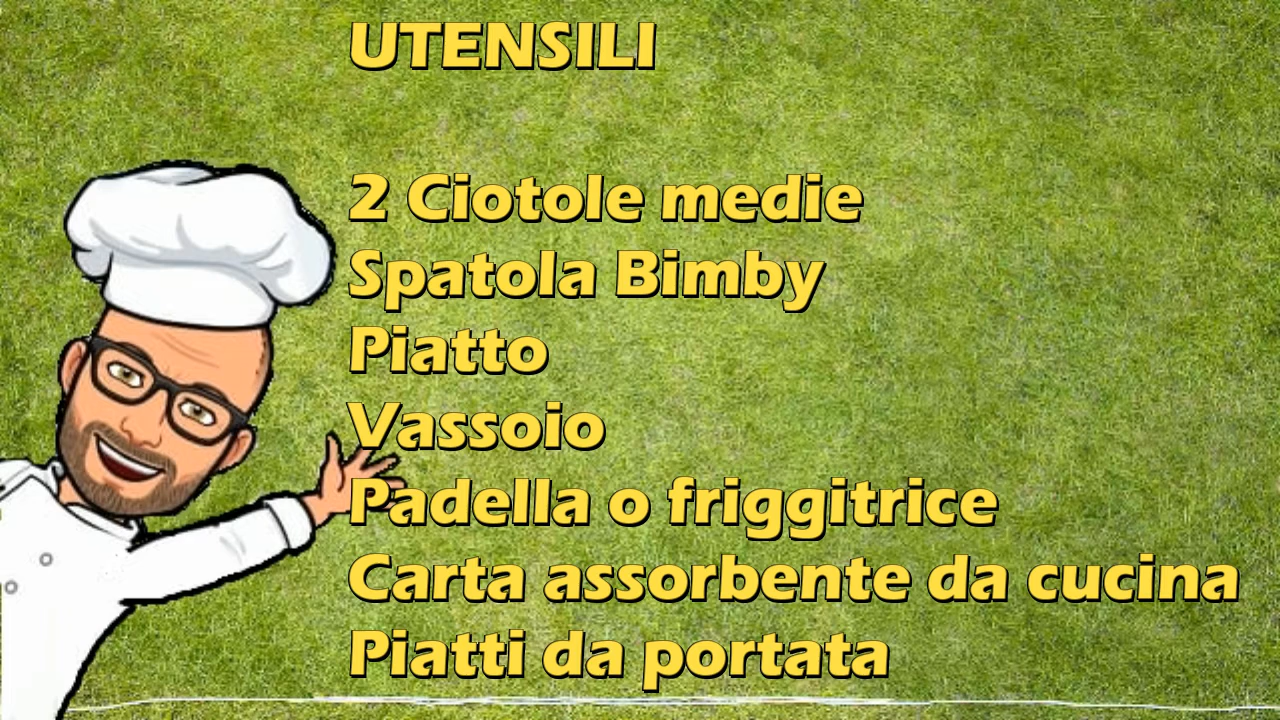 UTENSILI
2 Ciotole medie
Spatola Bimby
Piatto
Vassoio
Padella o friggitrice
Carta assorbente da cucina
Piatti da portata